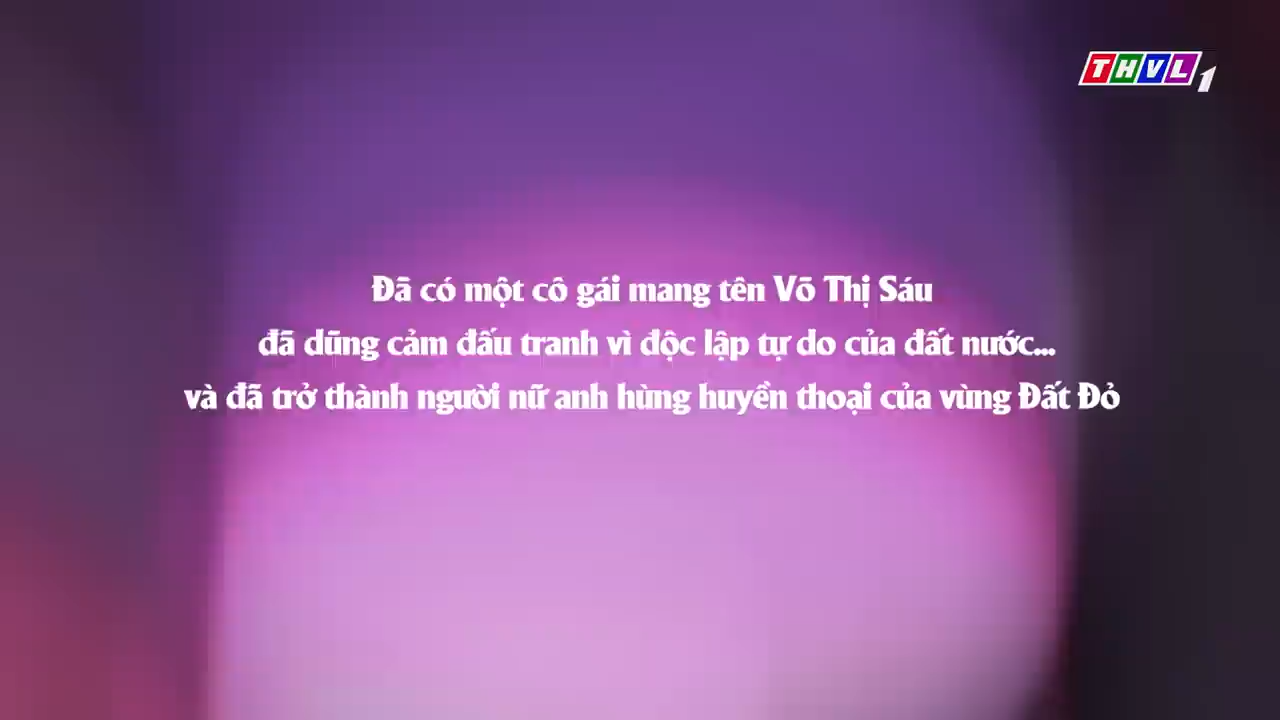 THVL1
Đã có một cô gái mang tên Võ Thị Sáu
đã dũng cảm đấu tranh vì độc lập tự do của đất nước...
và đã trở thành người nữ anh hùng huyền thoại của vùng Đất Đỏ